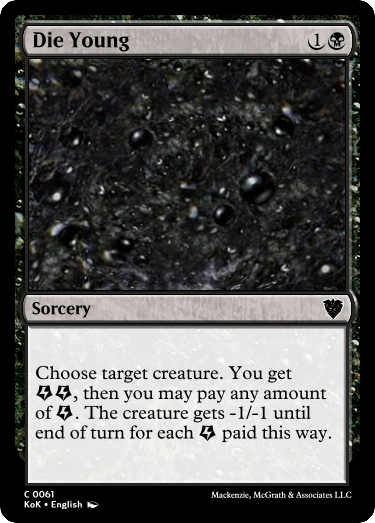 Die Young 1
Sorcery
Choose target creature. You get
, then you may pay any amount
of . The creature gets -1/-1 until
end of turn for each paid this way.
C 0061
KoK • English
Mackenzie, McGrath & Associates LLC